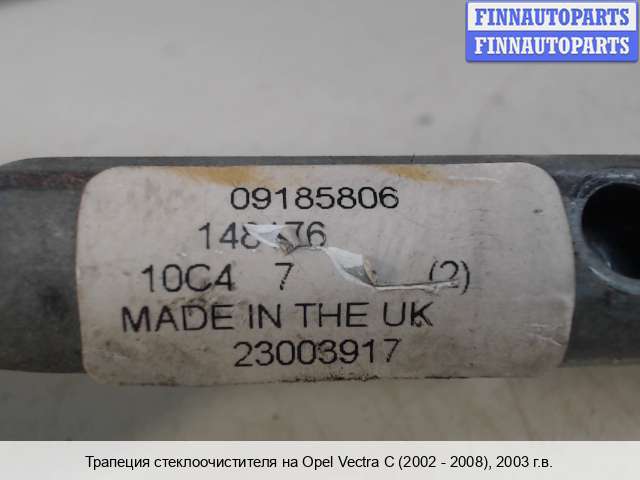 FINNAUTOPARTS
FINNAUTOPARTS
09185806
10C4 7 (2)
MADE IN THE UK
23003917
Трапеция стеклоочистителя на Opel Vectra C (2002 - 2008), 2003 г.в.